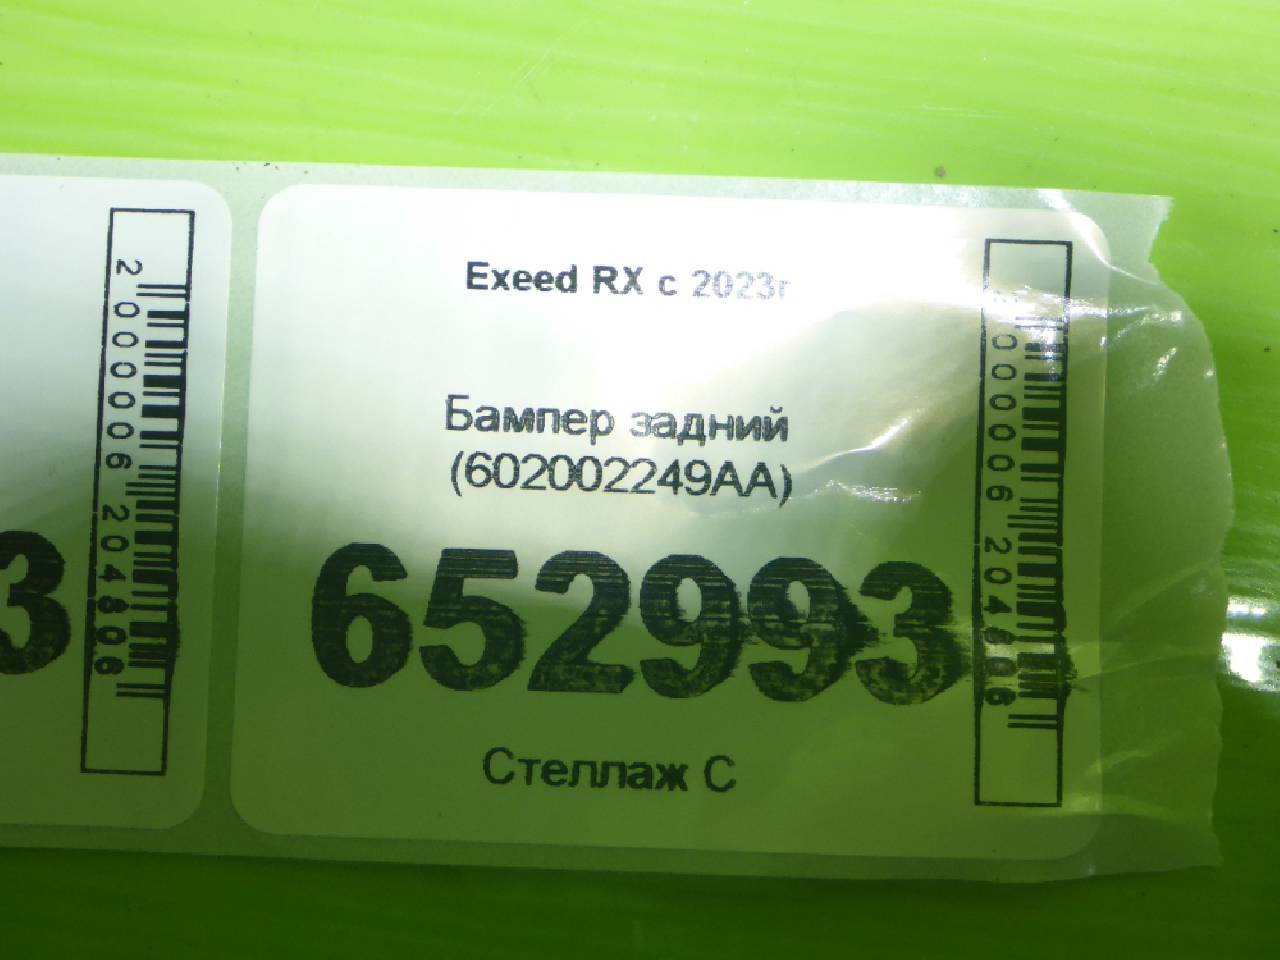 3
2000006204806
Exeed RX с 2023г
Бампер задний
(602002249AA)
652993
Стеллаж С
2000006204806